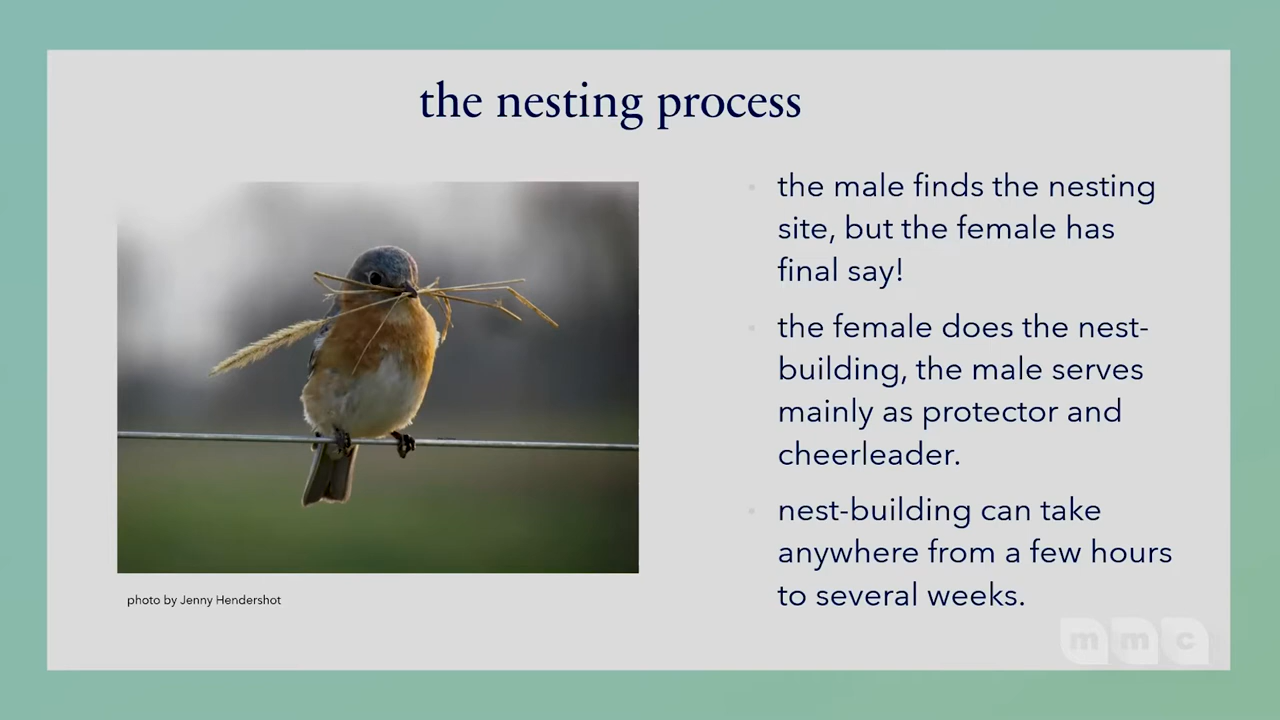 the nesting process
the male finds the nesting
site, but the female has
final say!
the female does the nest-
building, the male serves
mainly as protector and
cheerleader.
nest-building can take
anywhere from a few hours
to several weeks.
photo by Jenny Hendershot
mmc